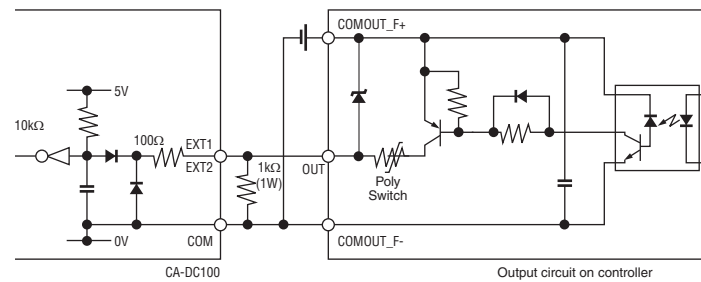 COMOUT_F+
5V
10kΩ
100Ω
EXT1
EXT2
1kΩ
(1W)
OUT
Poly
Switch
0V
COM
COMOUT_F-
CA-DC100
Output circuit on controller